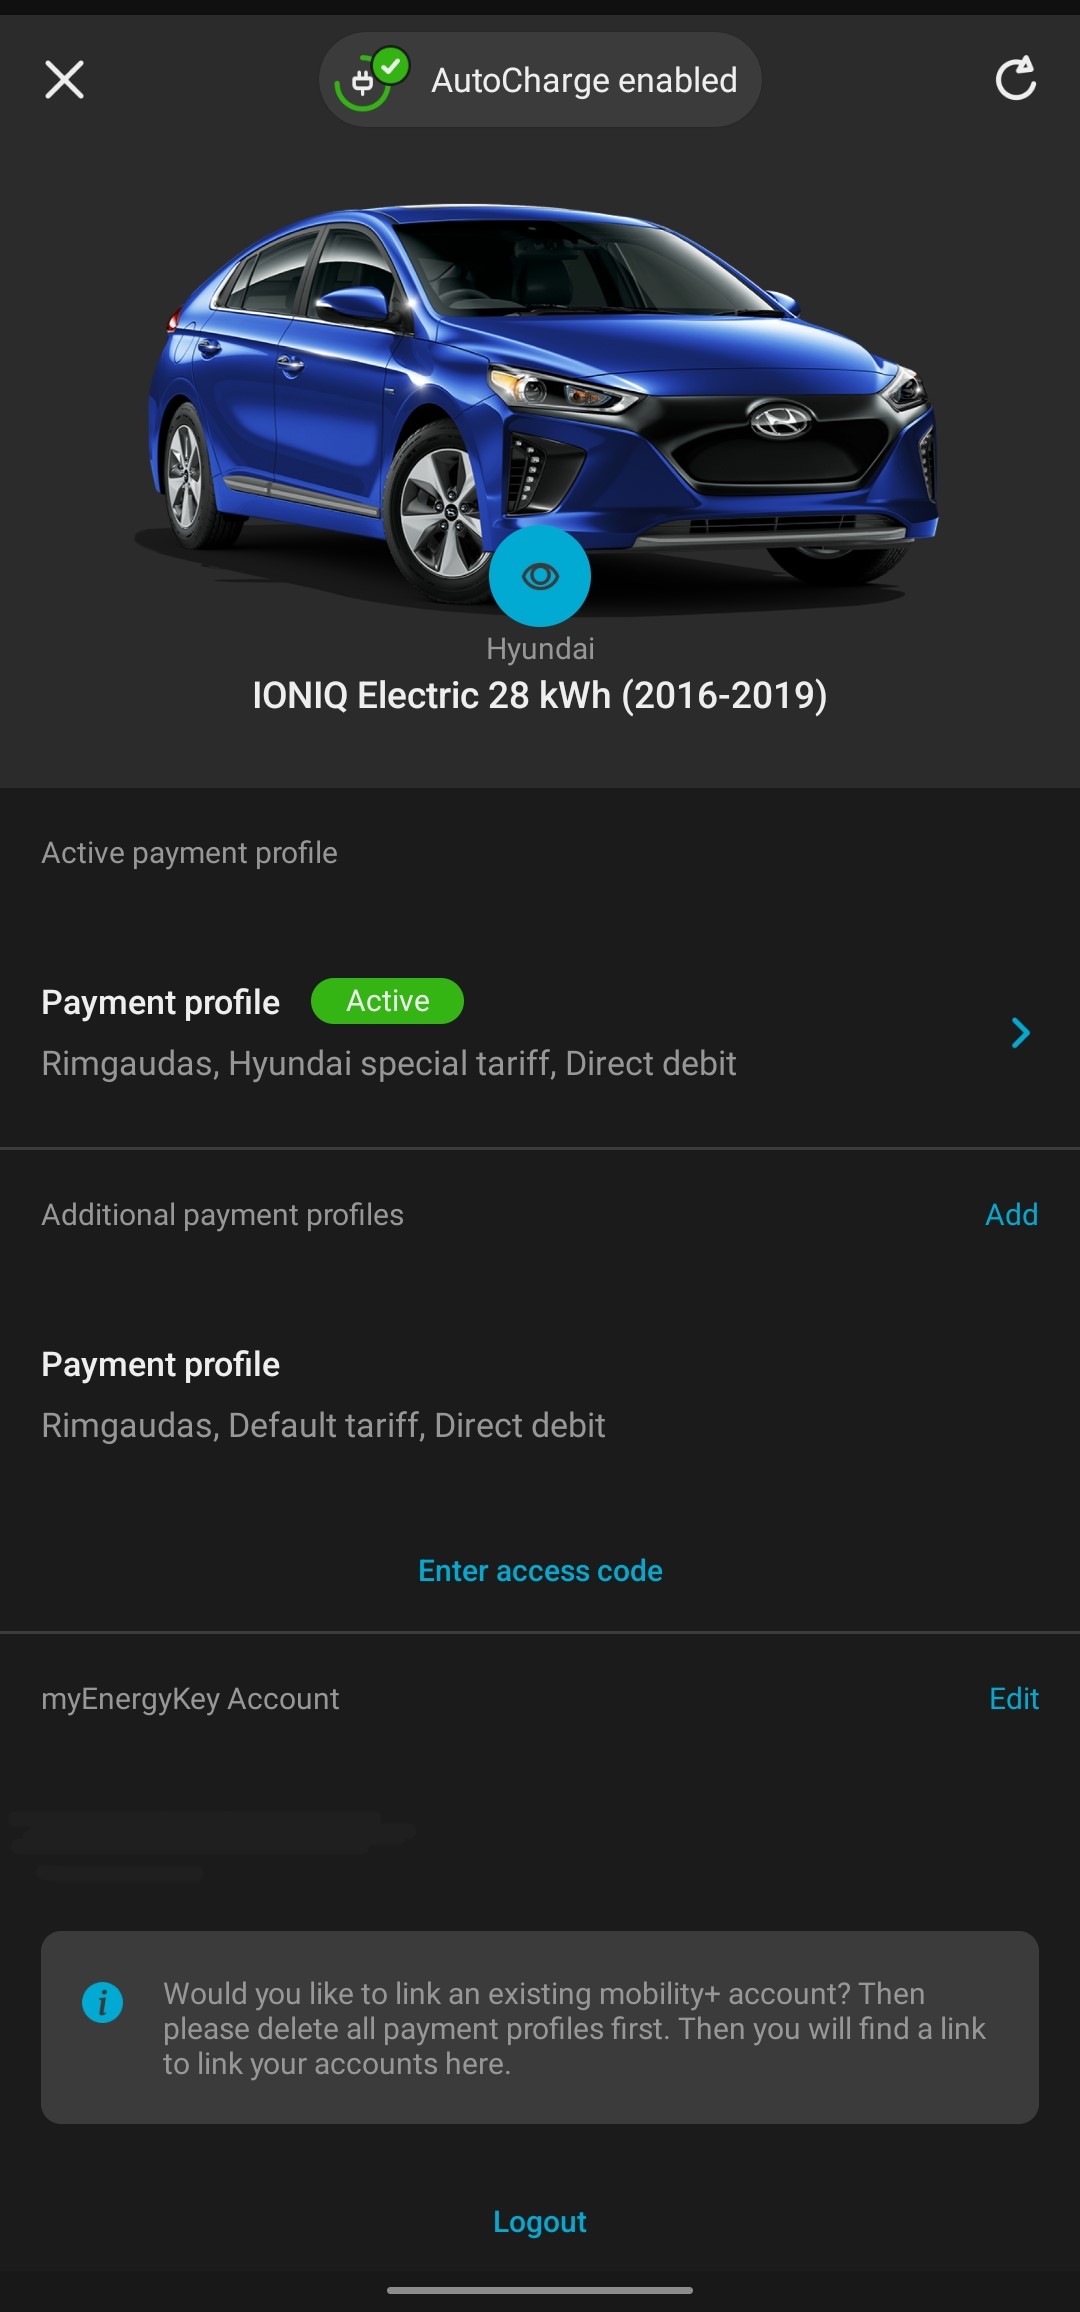 AutoCharge enabled
Hyundai
IONIQ Electric 28 kWh (2016-2019)
Active payment profile
Payment profile Active
Rimgaudas, Hyundai special tariff, Direct debit
Additional payment profiles Add
Payment profile
Rimgaudas, Default tariff, Direct debit
Enter access code
myEnergyKey Account Edit
Would you like to link an existing mobility+ account? Then
please delete all payment profiles first. Then you will find a link
to link your accounts here.
Logout